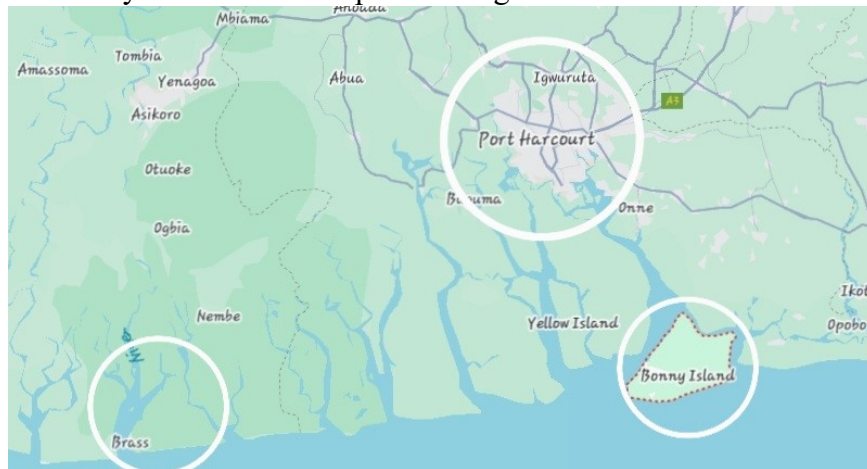 Mbiama
Tombia
Amassoma
Yenagoa
Abua
Igwuruta
Asikoro
A3
Port Harcourt
Otuoke
Onne
Ogbia
Ikot
Nembe
Yellow Island
Opobo
Bonny Island
Brass